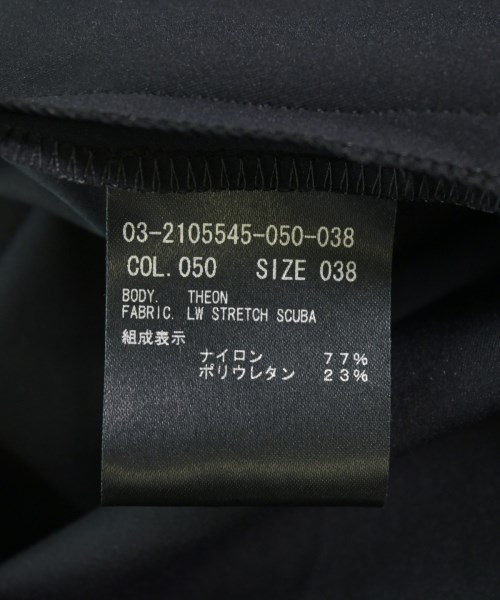 03-2105545-050-038
COL.050 SIZE 038
BODY. THEON
FABRIC. LW STRETCH SCUBA
組成表示
ナイロン 77%
ポリウレタン 23%